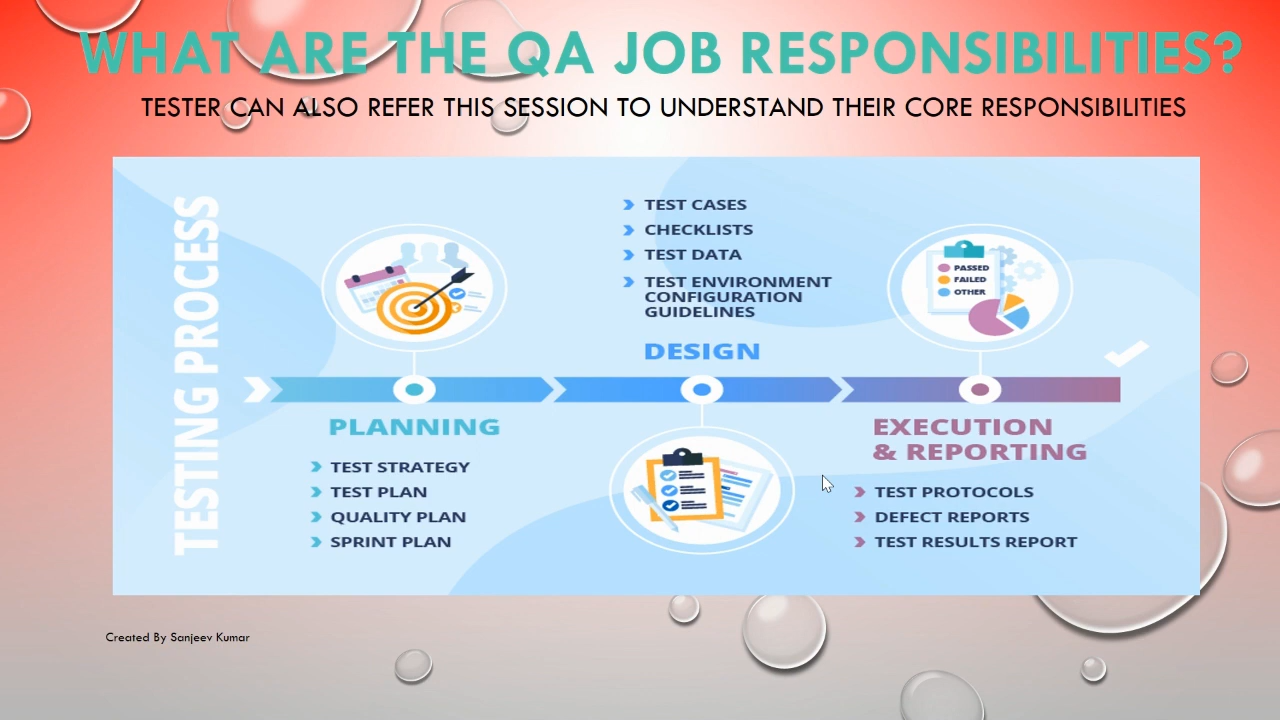 WHAT ARE THE QA JOB RESPONSIBILITIES?
TESTER CAN ALSO REFER THIS SESSION TO UNDERSTAND THEIR CORE RESPONSIBILITIES
TESTING PROCESS
PLANNING
TEST STRATEGY
TEST PLAN
QUALITY PLAN
SPRINT PLAN
TEST CASES
CHECKLISTS
TEST DATA
TEST ENVIRONMENT
CONFIGURATION
GUIDELINES
DESIGN
PASSED
FAILED
OTHER
EXECUTION
& REPORTING
TEST PROTOCOLS
DEFECT REPORTS
TEST RESULTS REPORT
Created By Sanjeev Kumar